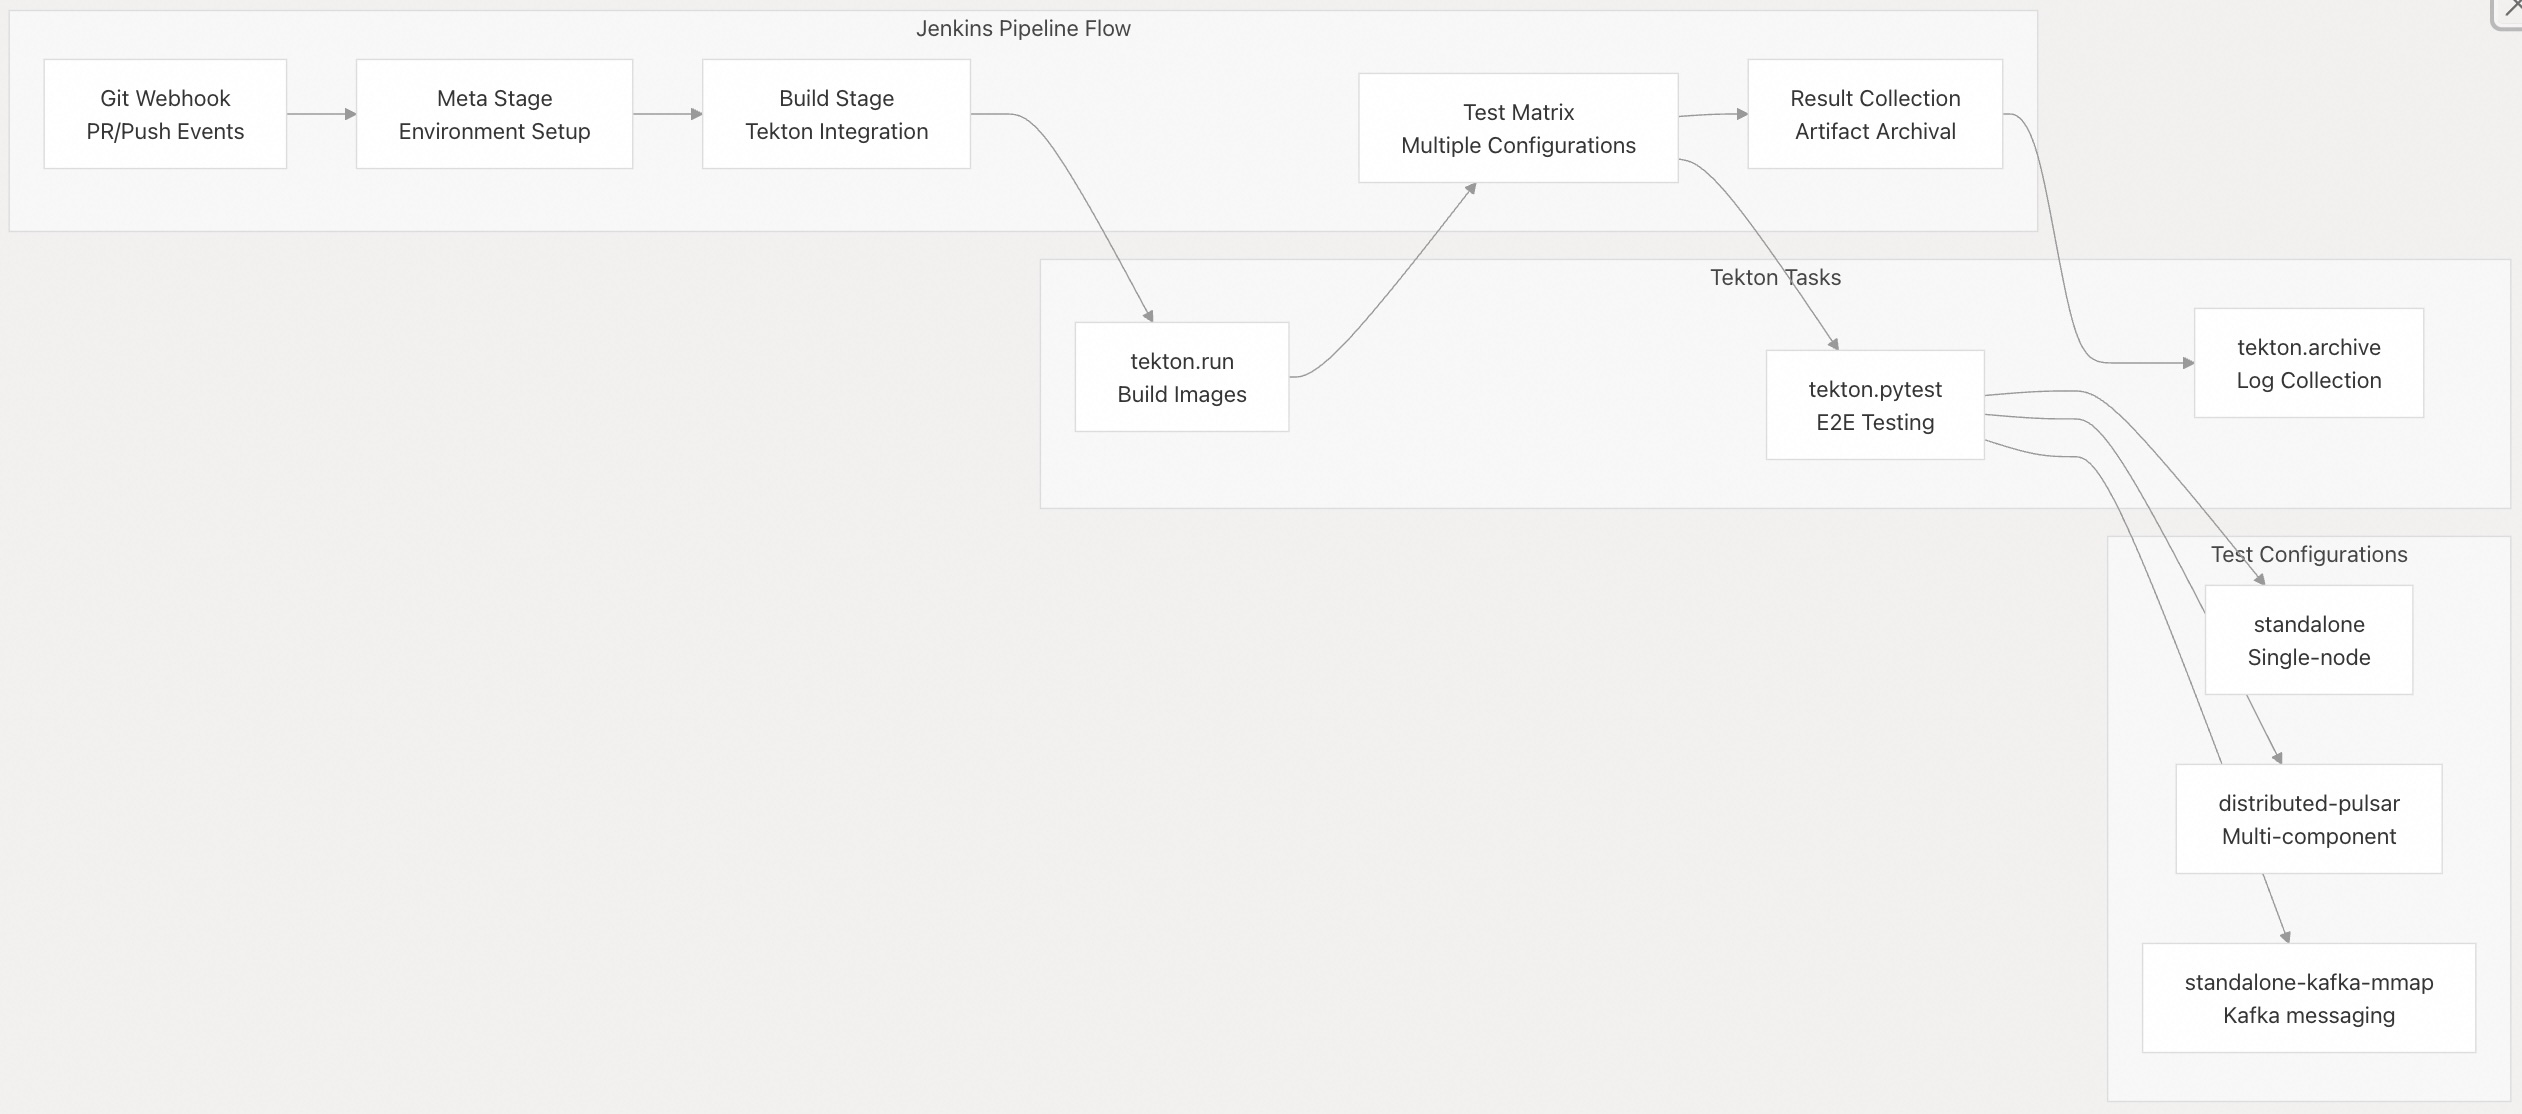 Jenkins Pipeline Flow
Git Webhook
PR/Push Events
Meta Stage
Environment Setup
Build Stage
Tekton Integration
Test Matrix
Multiple Configurations
Result Collection
Artifact Archival
Tekton Tasks
tekton.run
Build Images
tekton.pytest
E2E Testing
tekton.archive
Log Collection
Test Configurations
standalone
Single-node
distributed-pulsar
Multi-component
standalone-kafka-mmap
Kafka messaging